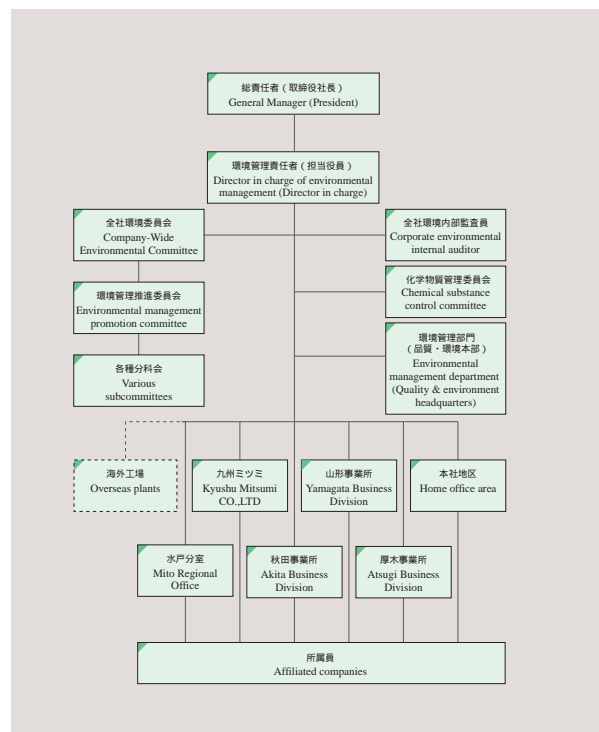 総責任者(取締役社長)
General Manager (President)
環境管理責任者(担当役員)
Director in charge of environmental
management (Director in charge)
全社環境委員会
Company-Wide
Environmental Committee
全社環境内部監査員
Corporate environmental
internal auditor
環境管理推進委員会
Environmental management
promotion committee
化学物質管理委員会
Chemical substance
control committee
各種分科会
Various
subcommittees
環境管理部門
(品質・環境本部)
Environmental
management department
(Quality & environment
headquarters)
海外工場
Overseas plants
九州ミツミ
Kyushu Mitsumi
CO.,LTD
山形事業所
Yamagata Business
Division
本社地区
Home office area
水戸分室
Mito Regional
Office
秋田事業所
Akita Business
Division
厚木事業所
Atsugi Business
Division
所属員
Affiliated companies